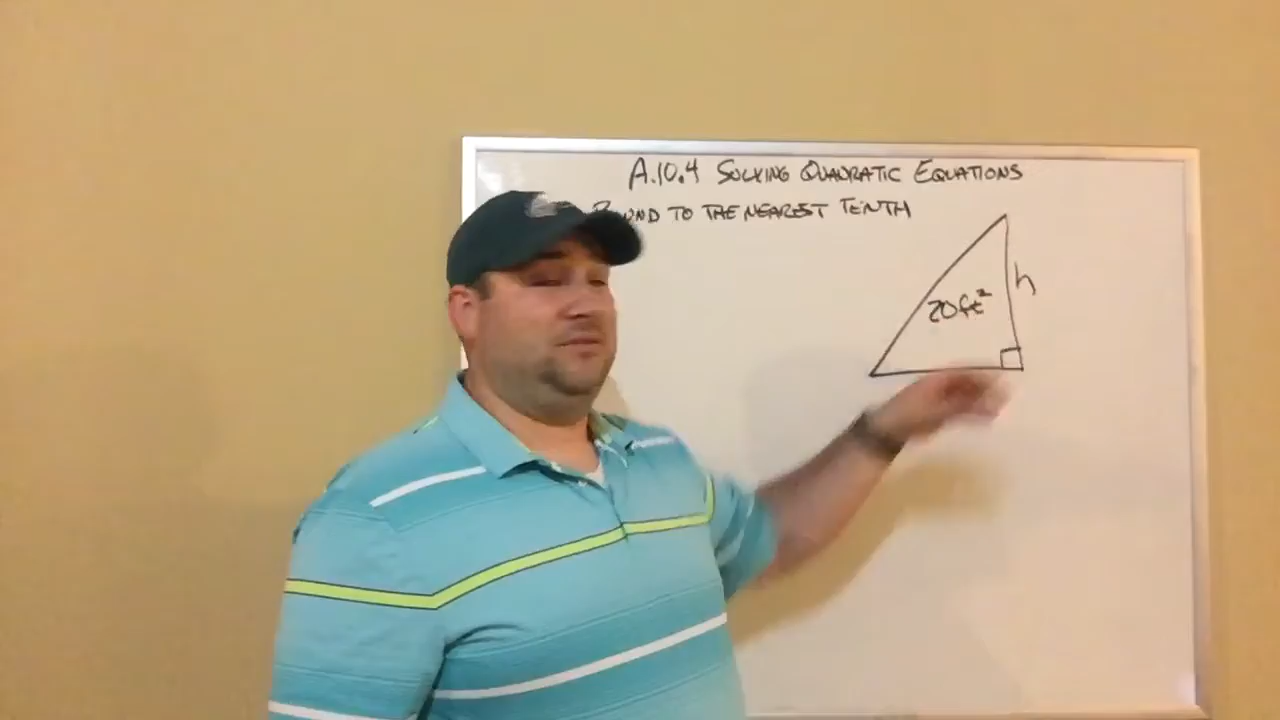 A.10.4 SOLVING QUADRATIC EQUATIONS
ROUND TO THE NEAREST TENTH
20ft²
h